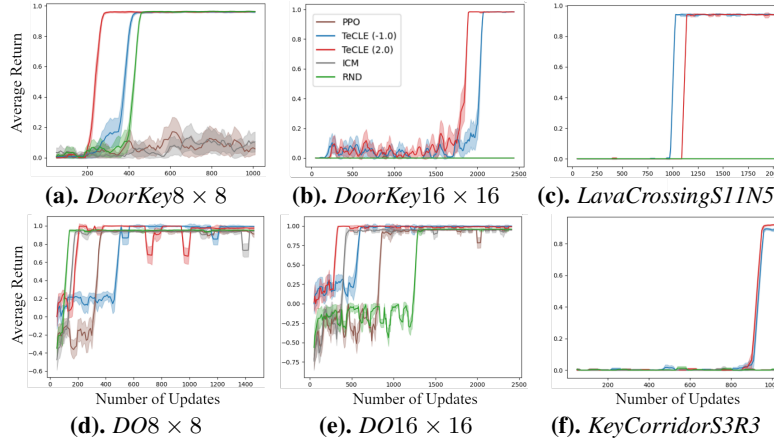 Average Return
1.0
0.8
0.6
0.4
0.2
0.0
200 400 600 800 1000
1.0
0.8
0.6
0.4
0.2
0.0
0 500 1000 1500 2000 2500
PPO
TeCLE (-1.0)
TeCLE (2.0)
ICM
RND
1.0
0.8
0.6
0.4
0.2
0.0
0 250 500 750 1000 1250 1500 1750
(a). DoorKey8 × 8
(b). DoorKey16 × 16
(c). LavaCrossingS11N5
Average Return
1.0
0.8
0.6
0.4
0.2
0.0
−0.2
−0.4
−0.6
200 400 600 800 1000 1200 1400
Number of Updates
1.00
0.75
0.50
0.25
0.00
−0.25
−0.50
−0.75
0 500 1000 1500 2000 2500
Number of Updates
1.0
0.8
0.6
0.4
0.2
0.0
200 400 600 800
Number of Updates
(d). DO8 × 8
(e). DO16 × 16
(f). KeyCorridorS3R3